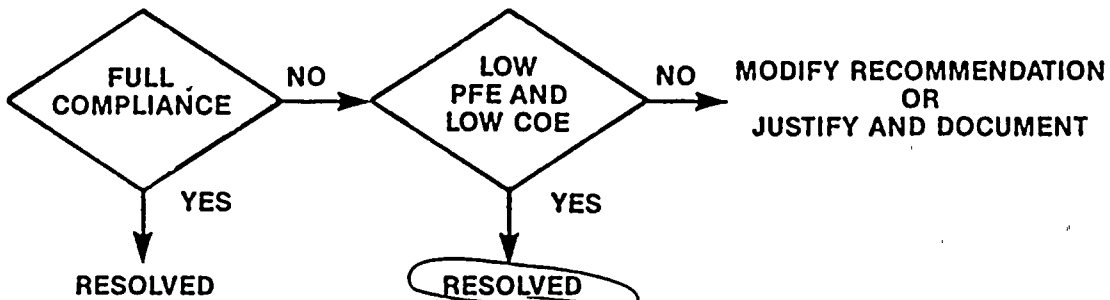 FULL
COMPLIANCE
NO
LOW
PFE AND
LOW COE
NO
MODIFY RECOMMENDATION
OR
JUSTIFY AND DOCUMENT
YES
YES
RESOLVED
RESOLVED